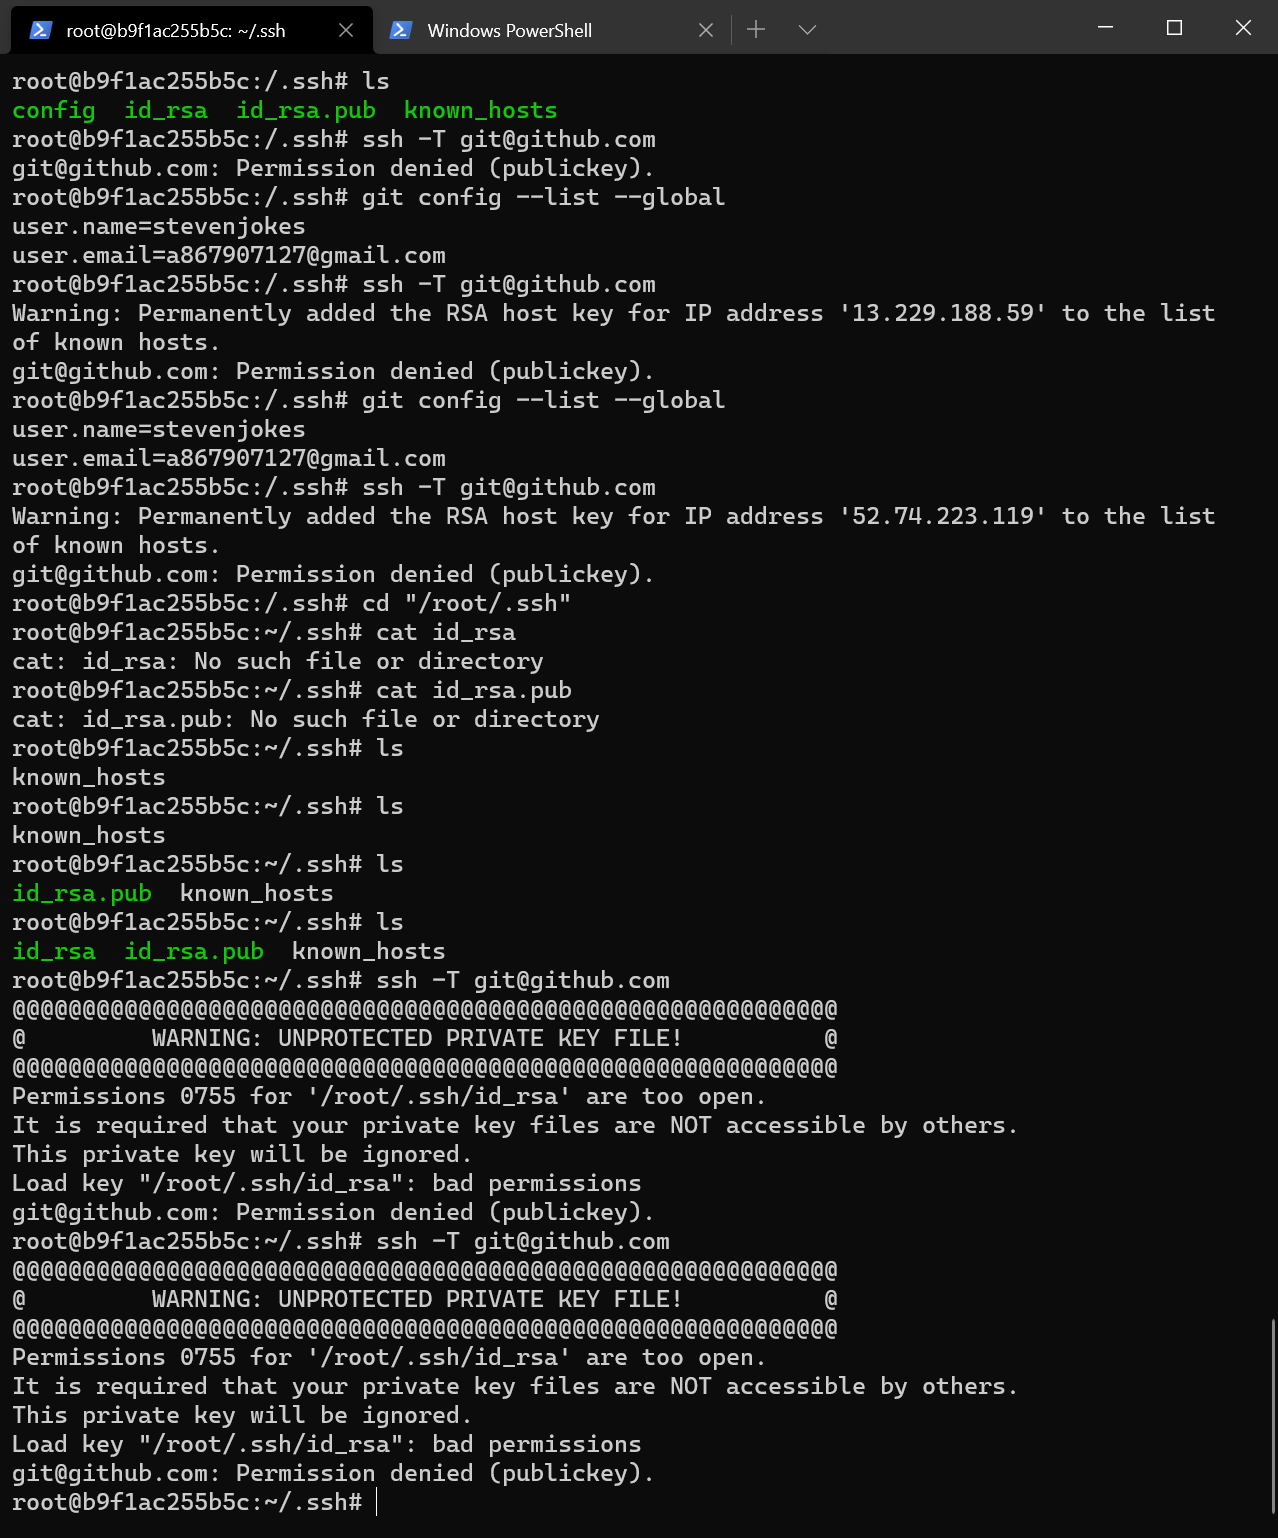 root@b9f1ac255b5c: ~/.ssh
Windows PowerShell
root@b9f1ac255b5c:/.ssh# ls
config  id_rsa  id_rsa.pub  known_hosts
root@b9f1ac255b5c:/.ssh# ssh -T git@github.com
git@github.com: Permission denied (publickey).
root@b9f1ac255b5c:/.ssh# git config --list --global
user.name=stevenjokes
user.email=a867907127@gmail.com
root@b9f1ac255b5c:/.ssh# ssh -T git@github.com
Warning: Permanently added the RSA host key for IP address '13.229.188.59' to the list
of known hosts.
git@github.com: Permission denied (publickey).
root@b9f1ac255b5c:/.ssh# git config --list --global
user.name=stevenjokes
user.email=a867907127@gmail.com
root@b9f1ac255b5c:/.ssh# ssh -T git@github.com
Warning: Permanently added the RSA host key for IP address '52.74.223.119' to the list
of known hosts.
git@github.com: Permission denied (publickey).
root@b9f1ac255b5c:/.ssh# cd "/root/.ssh"
root@b9f1ac255b5c:~/.ssh# cat id_rsa
cat: id_rsa: No such file or directory
root@b9f1ac255b5c:~/.ssh# cat id_rsa.pub
cat: id_rsa.pub: No such file or directory
root@b9f1ac255b5c:~/.ssh# ls
known_hosts
root@b9f1ac255b5c:~/.ssh# ls
known_hosts
root@b9f1ac255b5c:~/.ssh# ls
id_rsa.pub  known_hosts
root@b9f1ac255b5c:~/.ssh# ls
id_rsa  id_rsa.pub  known_hosts
root@b9f1ac255b5c:~/.ssh# ssh -T git@github.com
@@@@@@@@@@@@@@@@@@@@@@@@@@@@@@@@@@@@@@@@@@@@@@@@@@@@@@@@@@@
@         WARNING: UNPROTECTED PRIVATE KEY FILE!          @
@@@@@@@@@@@@@@@@@@@@@@@@@@@@@@@@@@@@@@@@@@@@@@@@@@@@@@@@@@@
Permissions 0755 for '/root/.ssh/id_rsa' are too open.
It is required that your private key files are NOT accessible by others.
This private key will be ignored.
Load key "/root/.ssh/id_rsa": bad permissions
git@github.com: Permission denied (publickey).
root@b9f1ac255b5c:~/.ssh# ssh -T git@github.com
@@@@@@@@@@@@@@@@@@@@@@@@@@@@@@@@@@@@@@@@@@@@@@@@@@@@@@@@@@@
@         WARNING: UNPROTECTED PRIVATE KEY FILE!          @
@@@@@@@@@@@@@@@@@@@@@@@@@@@@@@@@@@@@@@@@@@@@@@@@@@@@@@@@@@@
Permissions 0755 for '/root/.ssh/id_rsa' are too open.
It is required that your private key files are NOT accessible by others.
This private key will be ignored.
Load key "/root/.ssh/id_rsa": bad permissions
git@github.com: Permission denied (publickey).
root@b9f1ac255b5c:~/.ssh#